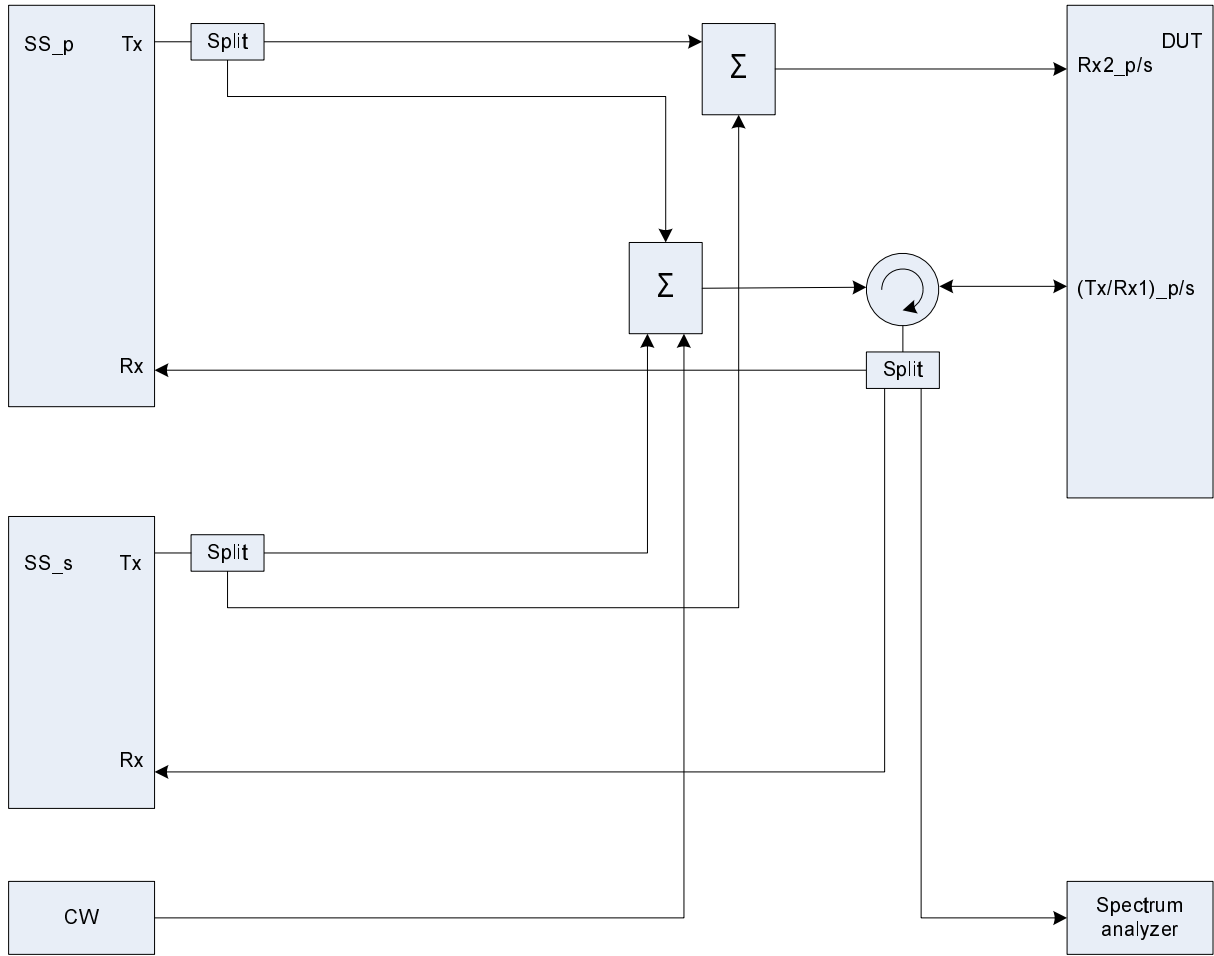 SS_p Tx
Split
Σ
DUT
Rx2_p/s
Σ
(Tx/Rx1)_p/s
Rx
Split
SS_s Tx
Split
Rx
CW
Spectrum
analyzer